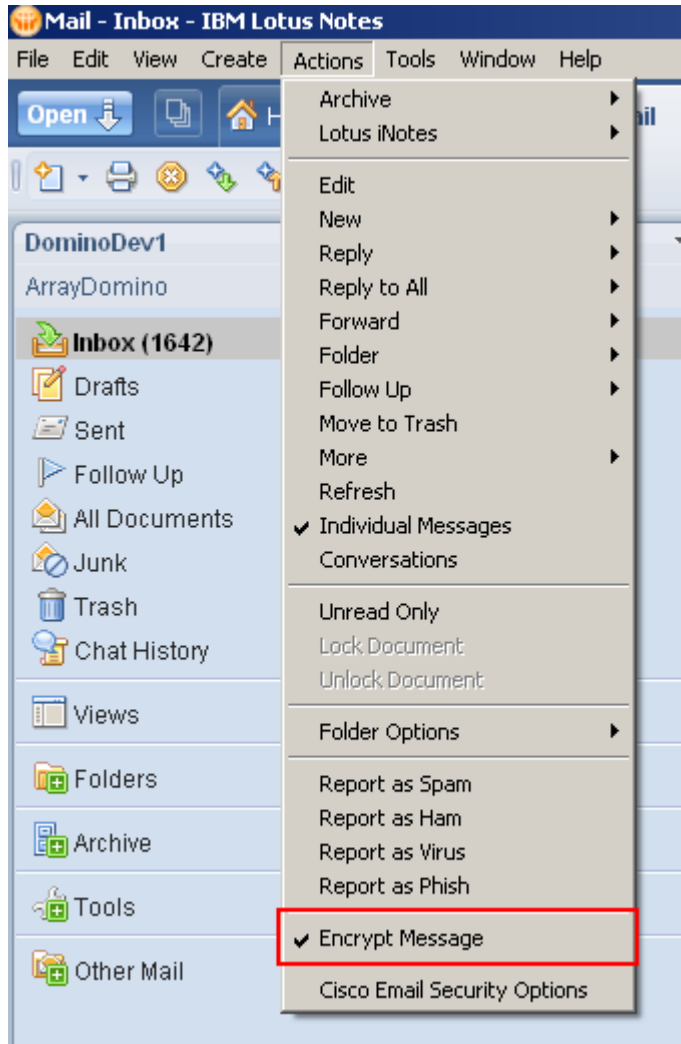 Mail - Inbox - IBM Lotus Notes
File Edit View Create Actions Tools Window Help
Open
Archive
Lotus iNotes
Edit
New
Reply
Reply to All
Forward
Folder
Follow Up
Move to Trash
More
Refresh
Individual Messages
Conversations
Unread Only
Lock Document
Unlock Document
Folder Options
Report as Spam
Report as Ham
Report as Virus
Report as Phish
Encrypt Message
Cisco Email Security Options
DominoDev1
ArrayDomino
Inbox (1642)
Drafts
Sent
Follow Up
All Documents
Junk
Trash
Chat History
Views
Folders
Archive
Tools
Other Mail